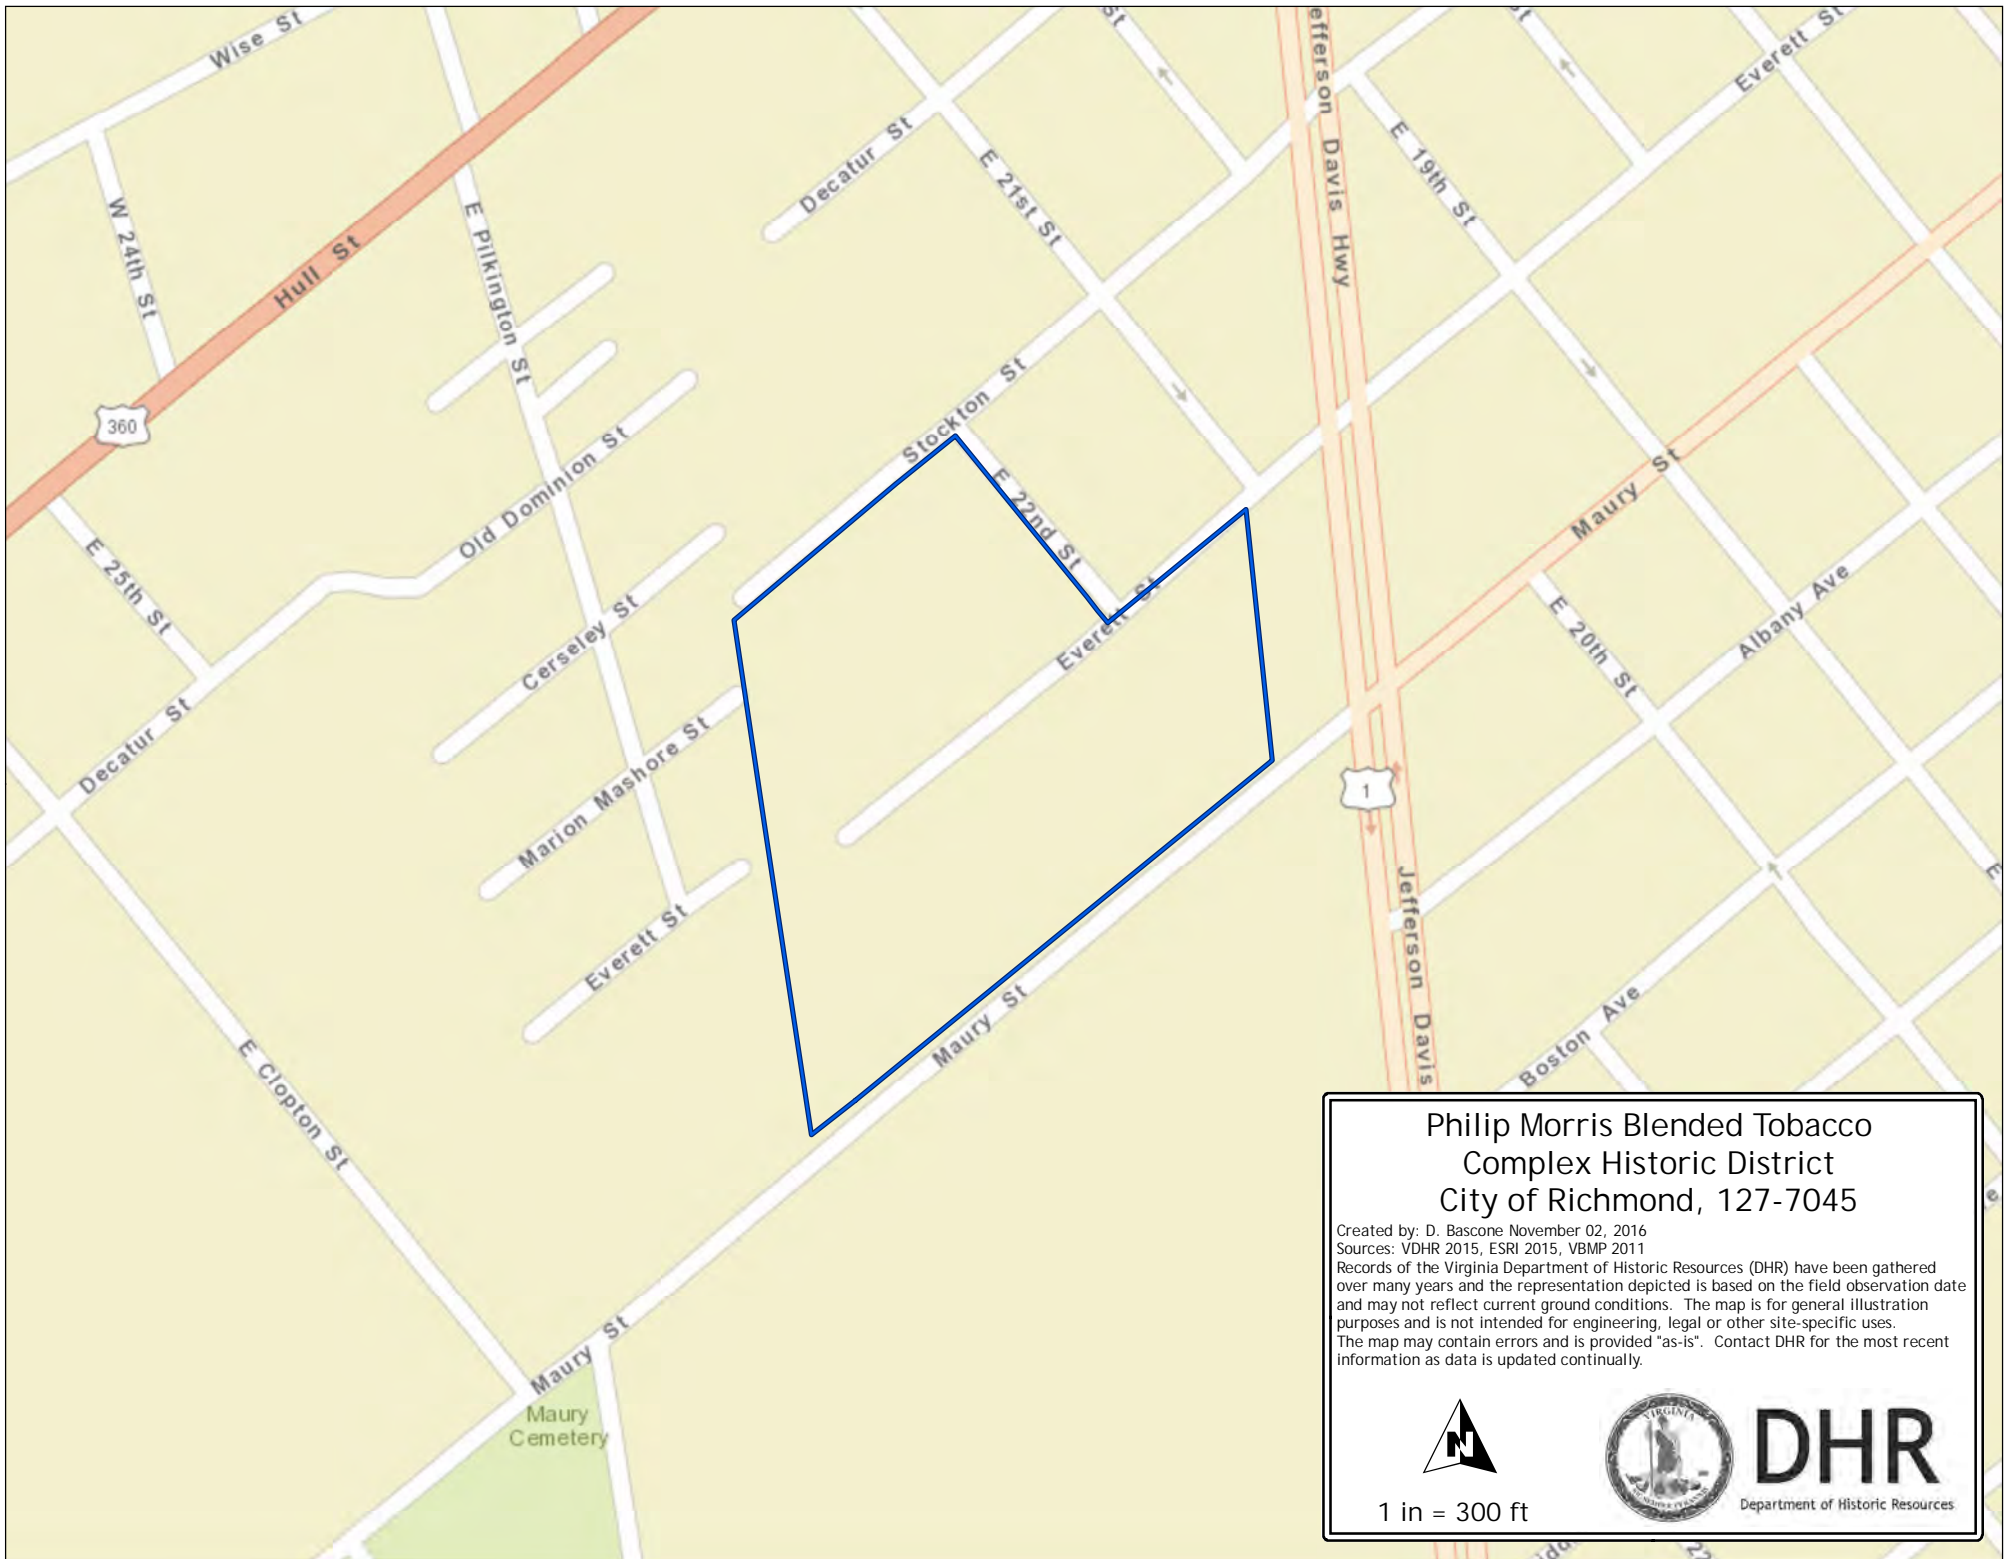 Wise St
St
Jefferson Davis Hwy
St
Everett St
Decatur St
E 21st St
E 19th St
W 24th St
Hull St
E Pilkington St
360
Stockton St
Old Dominion St
E 22nd St
Maury St
E 25th St
Cerseley St
Everett St
E 20th St
Albany Ave
Decatur St
Marion Mashore St
1
E
Everett St
Jefferson Davis
Maury St
Boston Ave
E Clopton St
Maury St
Maury
Cemetery
Philip Morris Blended Tobacco
Complex Historic District
City of Richmond, 127-7045
Created by: D. Bascone November 02, 2016
Sources: VDHR 2015, ESRI 2015, VBMP 2011
Records of the Virginia Department of Historic Resources (DHR) have been gathered
over many years and the representation depicted is based on the field observation date
and may not reflect current ground conditions. The map is for general illustration
purposes and is not intended for engineering, legal or other site-specific uses.
The map may contain errors and is provided "as-is". Contact DHR for the most recent
information as data is updated continually.
N
1 in = 300 ft
VIRGINIA
DHR
Department of Historic Resources
22